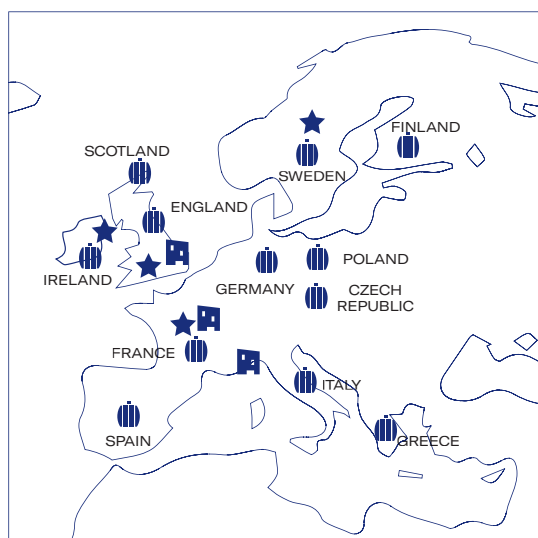 FINLAND
SCOTLAND
SWEDEN
ENGLAND
IRELAND
POLAND
GERMANY
CZECH
REPUBLIC
FRANCE
ITALY
SPAIN
GREECE